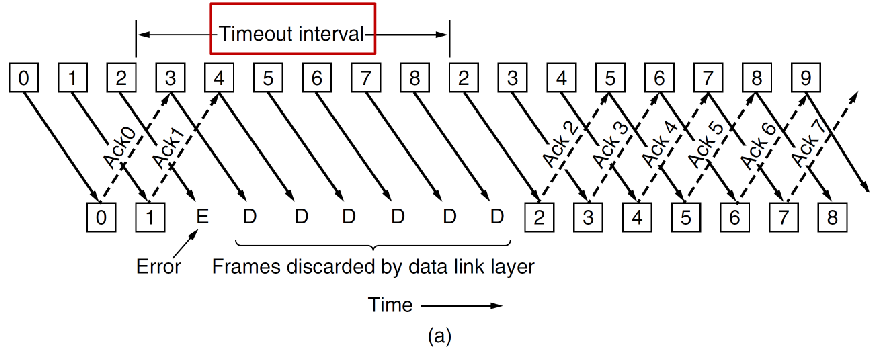 Timeout interval
0 1 2 3 4 5 6 7 8 2 3 4 5 6 7 8 9
Ack0 Ack1 Ack 2 Ack 3 Ack 4 Ack 5 Ack 6 Ack 7
0 1 E D D D D D D 2 3 4 5 6 7 8
Error Frames discarded by data link layer
Time
(a)